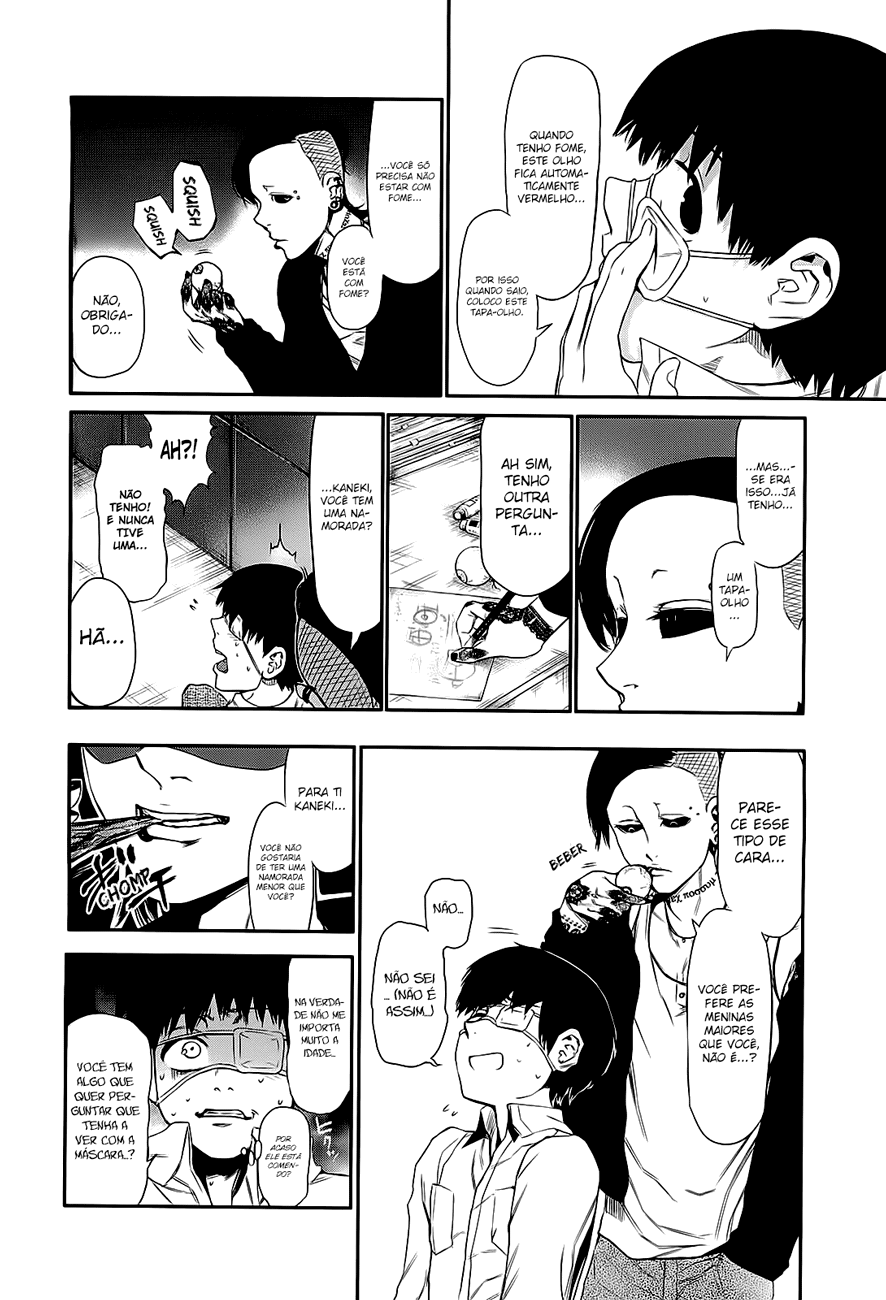 QUANDO
TENHO FOME,
ESTE OLHO
FICA AUTOMA-
TICAMENTE
VERMELHO...
POR ISSO
QUANDO SAIO,
COLOCO ESTE
TAPA-OLHO.
...VOCÊ SÓ
PRECISA NÃO
ESTAR COM
FOME...
VOCÊ
ESTÁ
COM
FOME?
SQUISH
SQUISH
NÃO,
OBRIGA-
DO...
...MAS...-
SE ERA
ISSO...JÁ
TENHO...
UM
TAPA-
OLHO
...
AH SIM,
TENHO
OUTRA
PERGUN-
TA...
...KANEKI,
VOCÊ TEM
UMA NA-
MORADA?
AH?!
NÃO
TENHO!
E NUNCA
TIVE
UMA...
HÃ...
PARE-
CE ESSE
TIPO DE
CARA...
BEBER
VOCÊ PRE-
FERE AS
MENINAS
MAIORES
QUE VOCÊ,
NÃO É...?
NÃO...
NÃO SEI
... (NÃO É
ASSIM...)
PARA TI
KANEKI...
VOCÊ NÃO
GOSTARIA
DE TER UMA
NAMORADA
MENOR QUE
VOCÊ?
CHOMP
NA VERDA-
DE NÃO ME
IMPORTA
MUITO A
IDADE...
POR
ACASO
ELE ESTÁ
COMEN-
DO?
VOCÊ TEM
ALGO QUE
QUER PER-
GUNTAR QUE
TENHA A
VER COM A
MÁSCARA...?